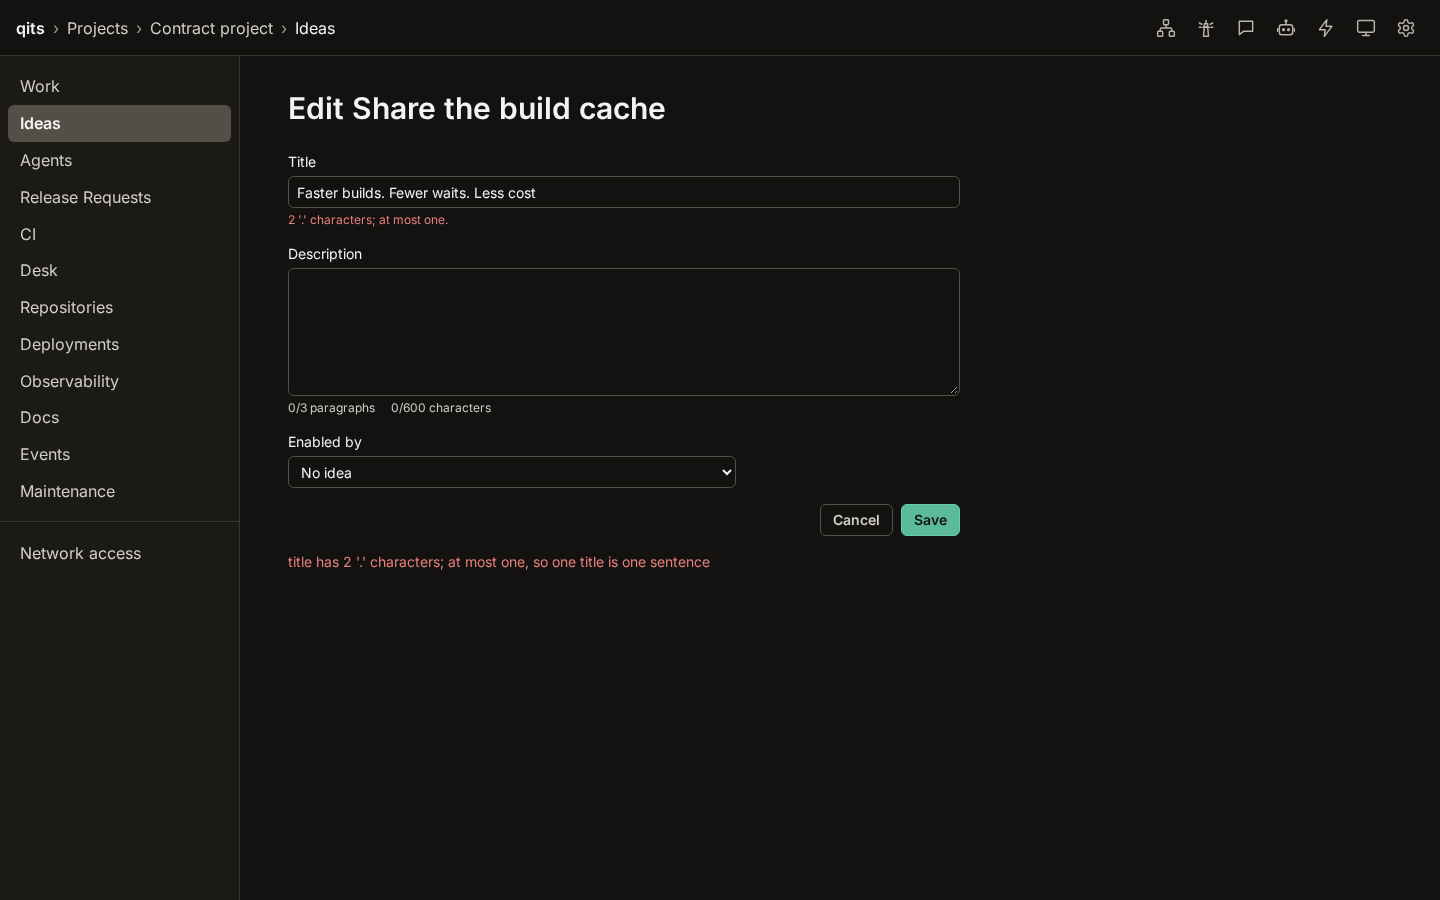 qits › Projects › Contract project › Ideas
Work
Ideas
Agents
Release Requests
CI
Desk
Repositories
Deployments
Observability
Docs
Events
Maintenance
Network access
Edit Share the build cache
Title
Faster builds. Fewer waits. Less cost
2 '.' characters; at most one.
Description
0/3 paragraphs 0/600 characters
Enabled by
No idea
Cancel Save
title has 2 '.' characters; at most one, so one title is one sentence